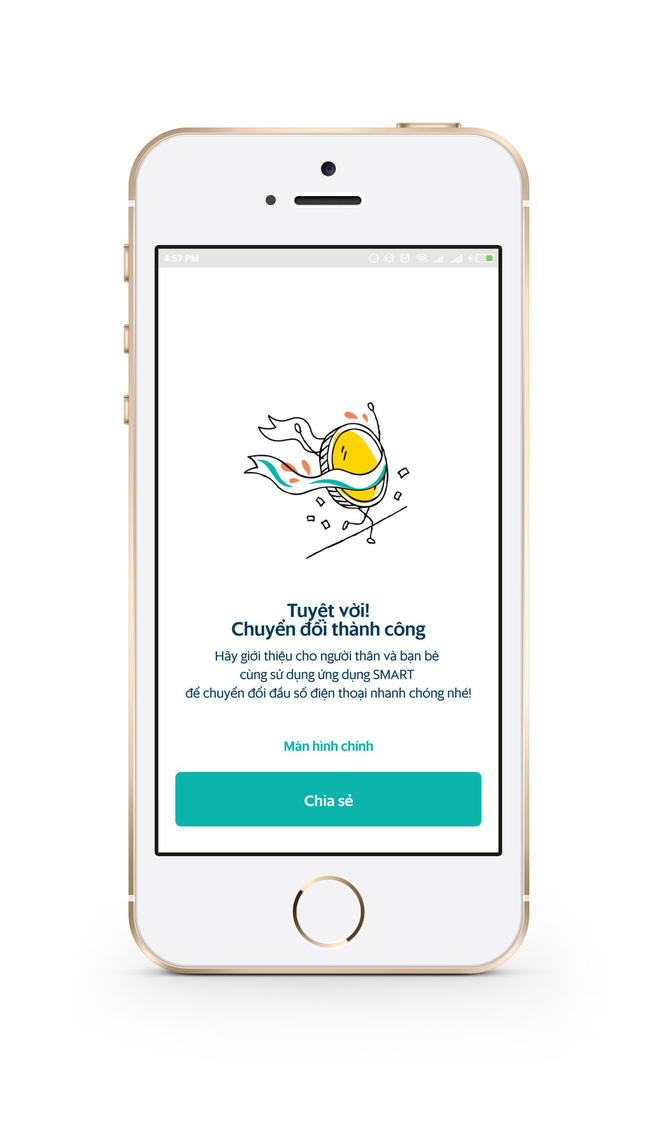 4:57 PM
Tuyệt vời!
Chuyển đổi thành công
Hãy giới thiệu cho người thân và bạn bè
cùng sử dụng ứng dụng SMART
để chuyển đổi đầu số điện thoại nhanh chóng nhé!
Màn hình chính
Chia sẻ